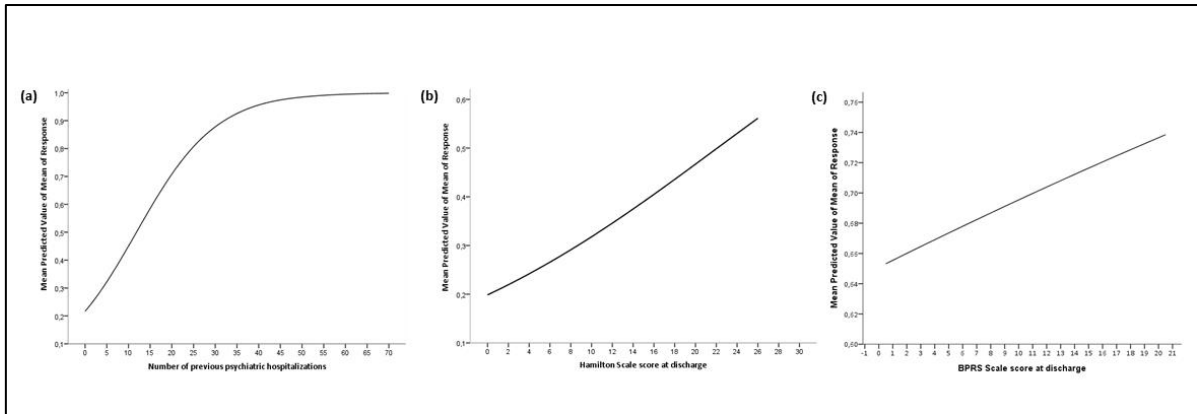 (a)
Mean Predicted Value of Mean of Response
1,0
0,9
0,8
0,7
0,6
0,5
0,4
0,3
0,2
0,1
0 5 10 15 20 25 30 35 40 45 50 55 60 65 70
Number of previous psychiatric hospitalizations
(b)
Mean Predicted Value of Mean of Response
0,6
0,5
0,4
0,3
0,2
0,1
0 2 4 6 8 10 12 14 16 18 20 22 24 26 28 30
Hamilton Scale score at discharge
(c)
Mean Predicted Value of Mean of Response
0,76
0,74
0,72
0,70
0,68
0,66
0,64
0,62
0,60
-1 0 1 2 3 4 5 6 7 8 9 10 11 12 13 14 15 16 17 18 19 20 21
BPRS Scale score at discharge